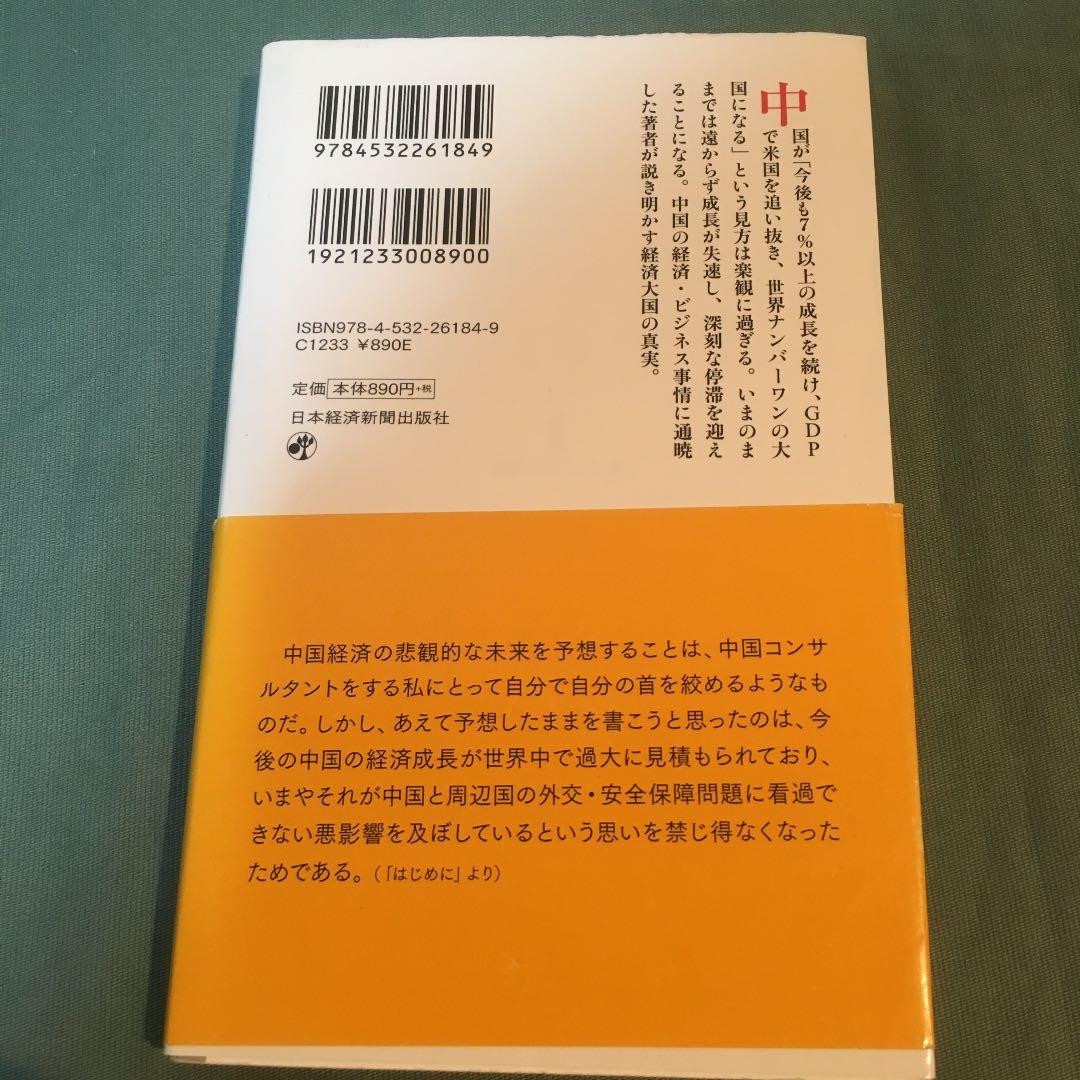 中国が「今後も7%以上の成長を続け、GDP
で米国を追い抜き、世界ナンバーワンの大
国になる」という見方は楽観に過ぎる。いまのま
までは遠からず成長が失速し、深刻な停滞を迎え
ることになる。中国の経済・ビジネス事情に通暁
した著者が説き明かす経済大国の真実。
9784532261849
1921233008900
ISBN978-4-532-26184-9
C1233 ¥890E
定価 本体890円+税
日本経済新聞出版社
中国経済の悲観的な未来を予想することは、中国コンサ
ルタントをする私にとって自分で自分の首を絞めるようなも
のだ。しかし、あえて予想したままを書こうと思ったのは、今
後の中国の経済成長が世界中で過大に見積もられており、
いまやそれが中国と周辺国の外交・安全保障問題に看過で
きない悪影響を及ぼしているという思いを禁じ得なくなった
ためである。(「はじめに」より)